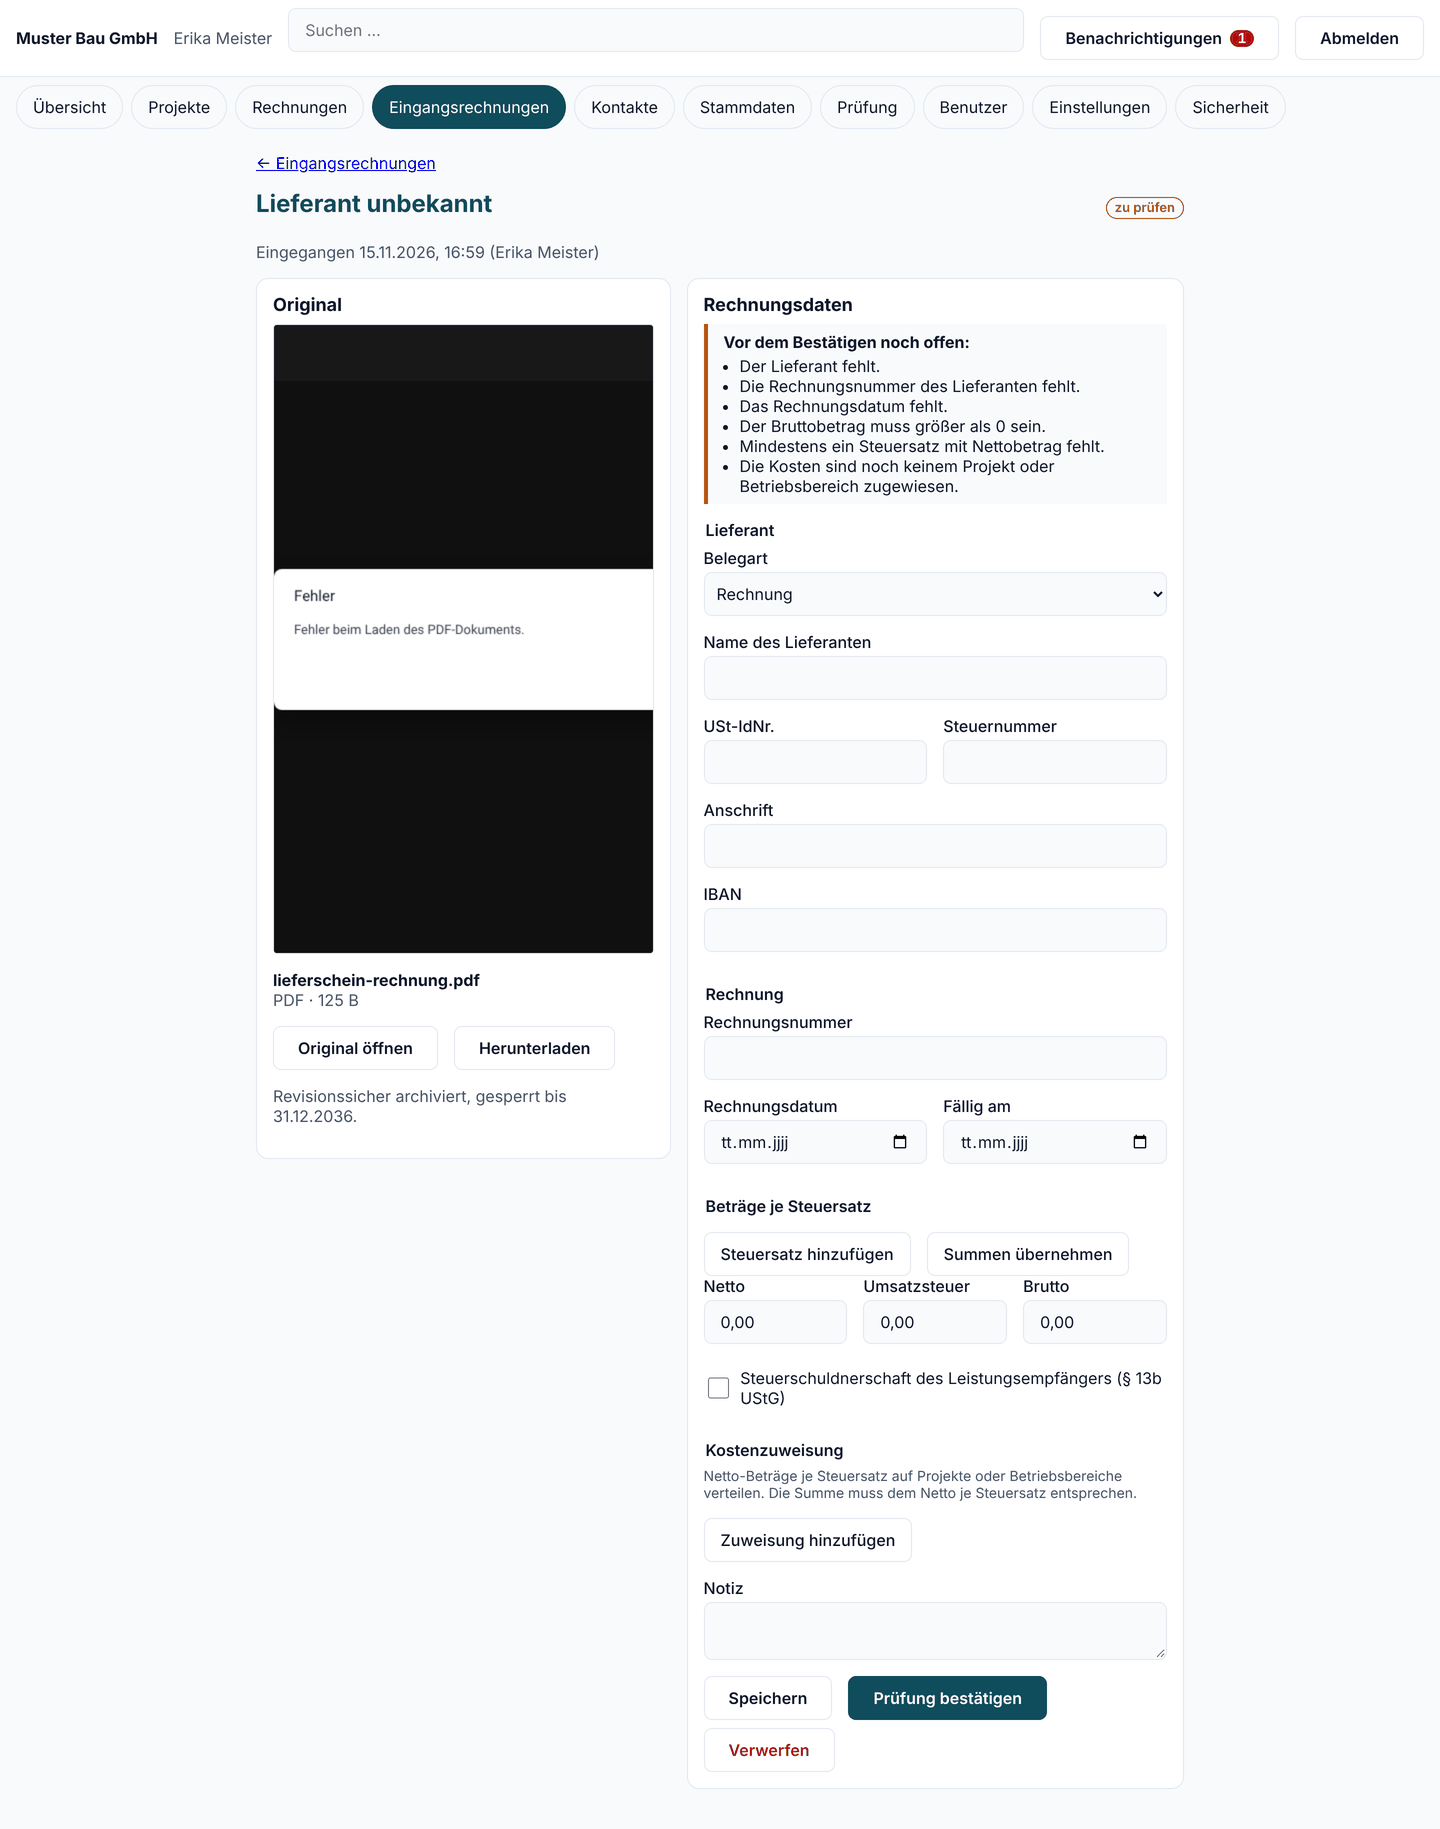 Muster Bau GmbH Erika Meister Suchen ... Benachrichtigungen 1 Abmelden
Übersicht Projekte Rechnungen Eingangsrechnungen Kontakte Stammdaten Prüfung Benutzer Einstellungen Sicherheit
← Eingangsrechnungen
Lieferant unbekannt zu prüfen
Eingegangen 15.11.2026, 16:59 (Erika Meister)
Original
Fehler
Fehler beim Laden des PDF-Dokuments.
lieferschein-rechnung.pdf
PDF · 125 B
Original öffnen Herunterladen
Revisionssicher archiviert, gesperrt bis
31.12.2036.
Rechnungsdaten
Vor dem Bestätigen noch offen:
• Der Lieferant fehlt.
• Die Rechnungsnummer des Lieferanten fehlt.
• Das Rechnungsdatum fehlt.
• Der Bruttobetrag muss größer als 0 sein.
• Mindestens ein Steuersatz mit Nettobetrag fehlt.
• Die Kosten sind noch keinem Projekt oder
Betriebsbereich zugewiesen.
Lieferant
Belegart
Rechnung
Name des Lieferanten
USt-IdNr. Steuernummer
Anschrift
IBAN
Rechnung
Rechnungsnummer
Rechnungsdatum Fällig am
tt.mm.jjjj tt.mm.jjjj
Beträge je Steuersatz
Steuersatz hinzufügen Summen übernehmen
Netto Umsatzsteuer Brutto
0,00 0,00 0,00
Steuerschuldnerschaft des Leistungsempfängers (§ 13b
UStG)
Kostenzuweisung
Netto-Beträge je Steuersatz auf Projekte oder Betriebsbereiche
verteilen. Die Summe muss dem Netto je Steuersatz entsprechen.
Zuweisung hinzufügen
Notiz
Speichern Prüfung bestätigen
Verwerfen